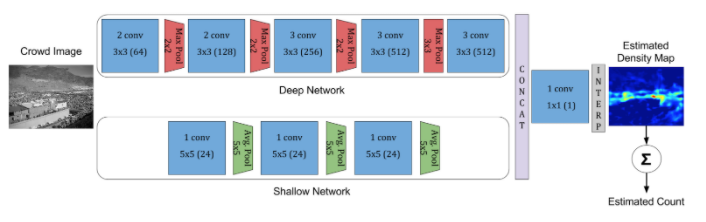 Crowd Image
2 conv
3x3 (64)
Max Pool
2x2
2 conv
3x3 (128)
Max Pool
2x2
3 conv
3x3 (256)
Max Pool
2x2
3 conv
3x3 (512)
Max Pool
3x3
3 conv
3x3 (512)
Deep Network
1 conv
5x5 (24)
Avg. Pool
5x5
1 conv
5x5 (24)
Avg. Pool
5x5
1 conv
5x5 (24)
Avg. Pool
5x5
Shallow Network
CONCAT
1 conv
1x1 (1)
INTERP
Estimated
Density Map
Σ
Estimated Count